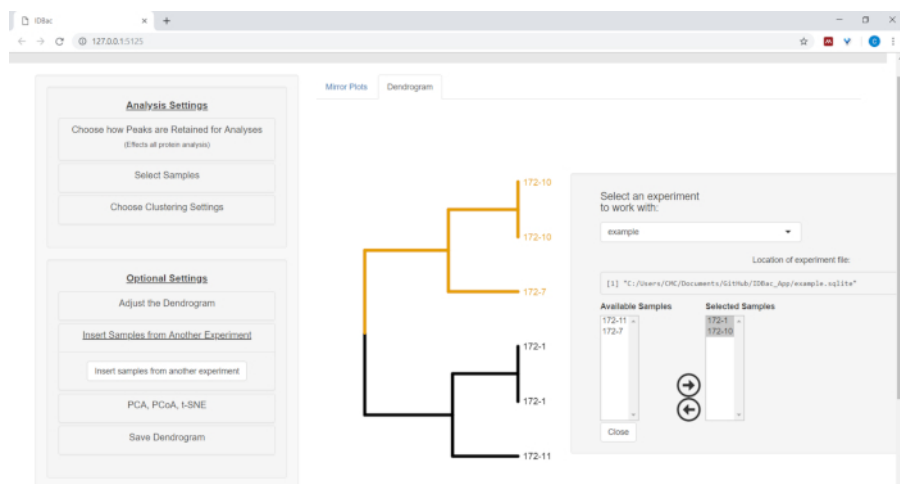 IDBac
127.0.0.1:5125
Analysis Settings
Choose how Peaks are Retained for Analyses
(Effects all protein analysis)
Select Samples
Choose Clustering Settings
Optional Settings
Adjust the Dendrogram
Insert Samples from Another Experiment
Insert samples from another experiment
PCA, PCoA, t-SNE
Save Dendrogram
Mirror Plots
Dendrogram
172-10
172-10
172-7
172-1
172-1
172-11
Select an experiment
to work with:
example
Location of experiment file:
[1] "C:/Users/CMC/Documents/GitHub/IDBac_App/example.sqlite"
Available Samples
172-11
172-7
Selected Samples
172-1
172-10
Close